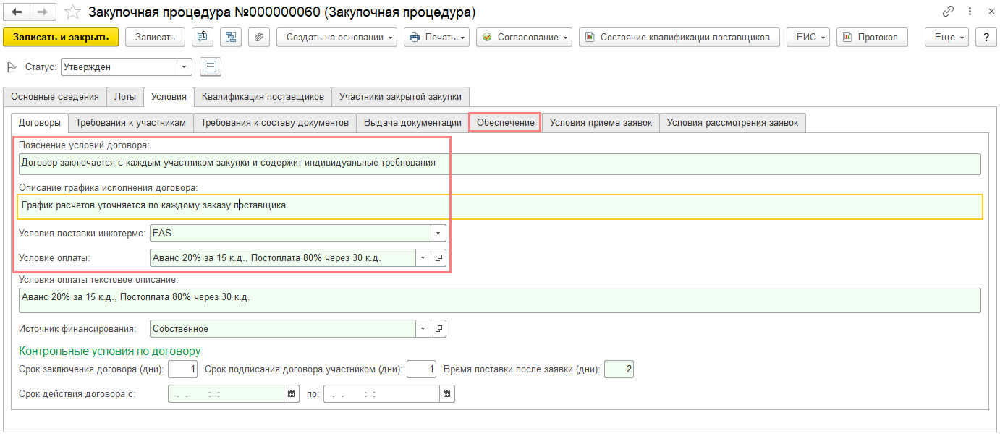 Закупочная процедура №000000060 (Закупочная процедура)
Записать и закрыть Записать Создать на основании Печать Согласование Состояние квалификации поставщиков ЕИС Протокол Еще ?
Статус: Утвержден
Основные сведения Лоты Условия Квалификация поставщиков Участники закрытой закупки
Договоры Требования к участникам Требования к составу документов Выдача документации Обеспечение Условия приема заявок Условия рассмотрения заявок
Пояснение условий договора:
Договор заключается с каждым участником закупки и содержит индивидуальные требнования
Описание графика исполнения договора:
График расчетов уточняется по каждому заказу поставщика
Условия поставки инкотермс: FAS
Условие оплаты: Аванс 20% за 15 к.д., Постоплата 80% через 30 к.д.
Условия оплаты текстовое описание:
Аванс 20% за 15 к.д., Постоплата 80% через 30 к.д.
Источник финансирования: Собственное
Контрольные условия по договору
Срок заключения договора (дни): 1 Срок подписания договора участником (дни): 1 Время поставки после заявки (дни): 2
Срок действия договора с: . . : : по: . . : :